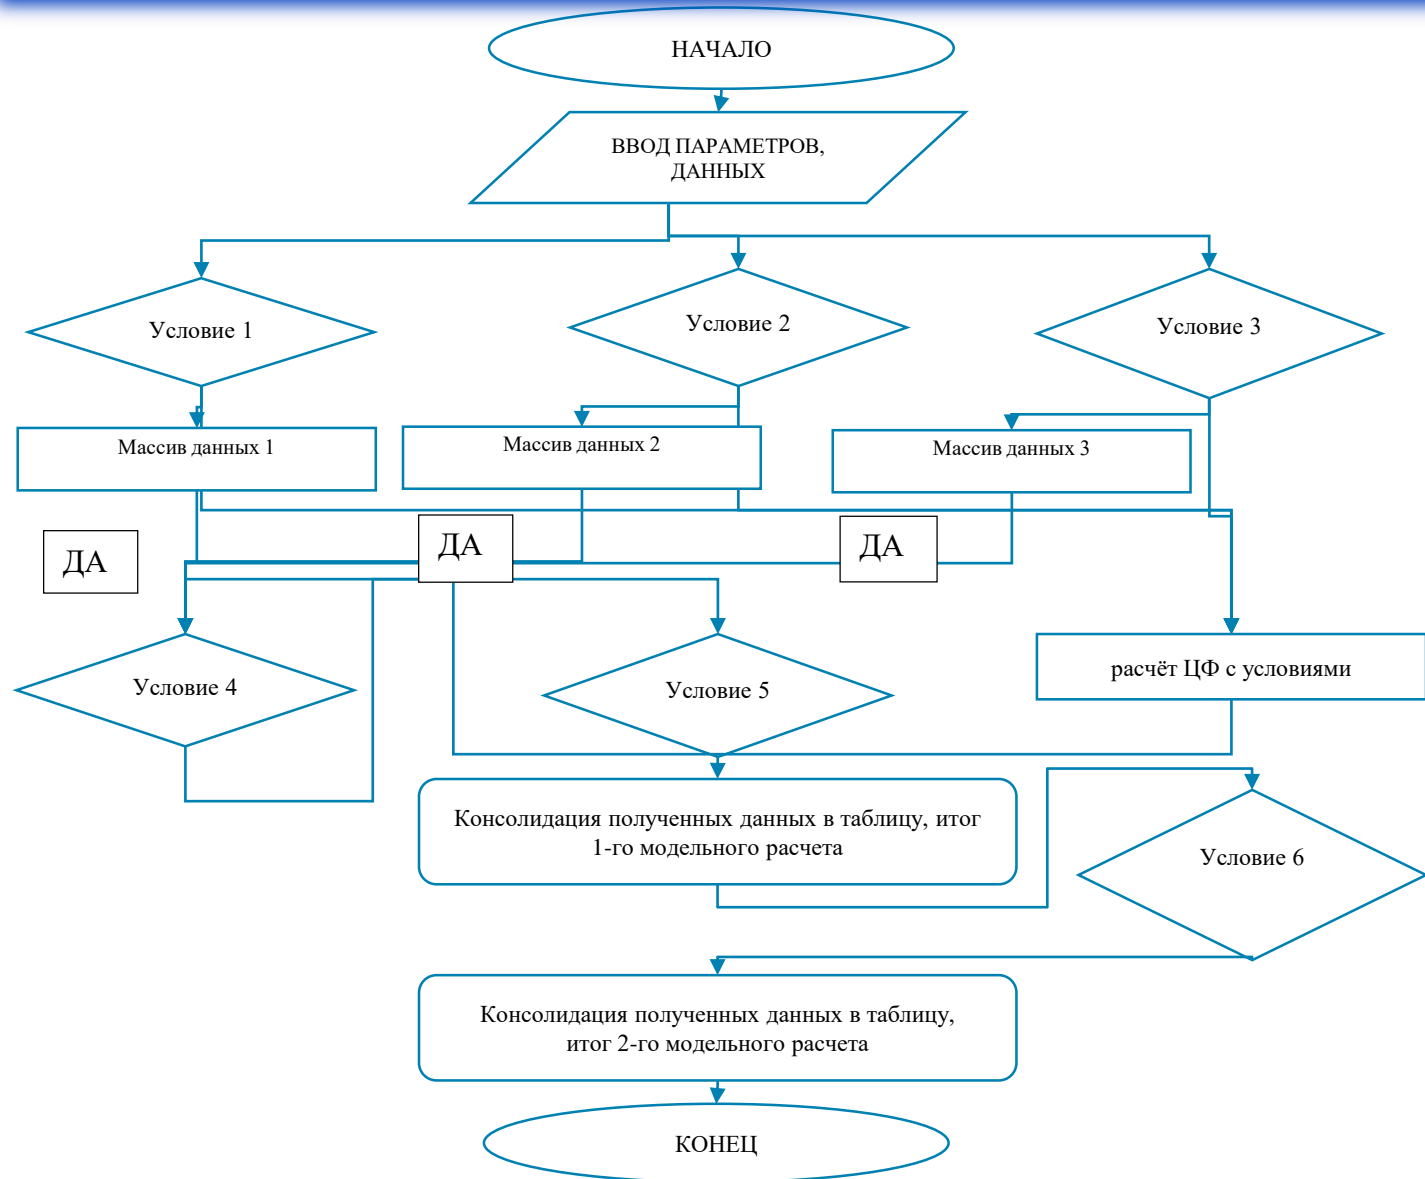 НАЧАЛО
ВВОД ПАРАМЕТРОВ,
ДАННЫХ
Условие 1
Условие 2
Условие 3
Массив данных 1
Массив данных 2
Массив данных 3
ДА
ДА
ДА
Условие 4
Условие 5
расчёт ЦФ с условиями
Консолидация полученных данных в таблицу, итог
1-го модельного расчета
Условие 6
Консолидация полученных данных в таблицу,
итог 2-го модельного расчета
КОНЕЦ